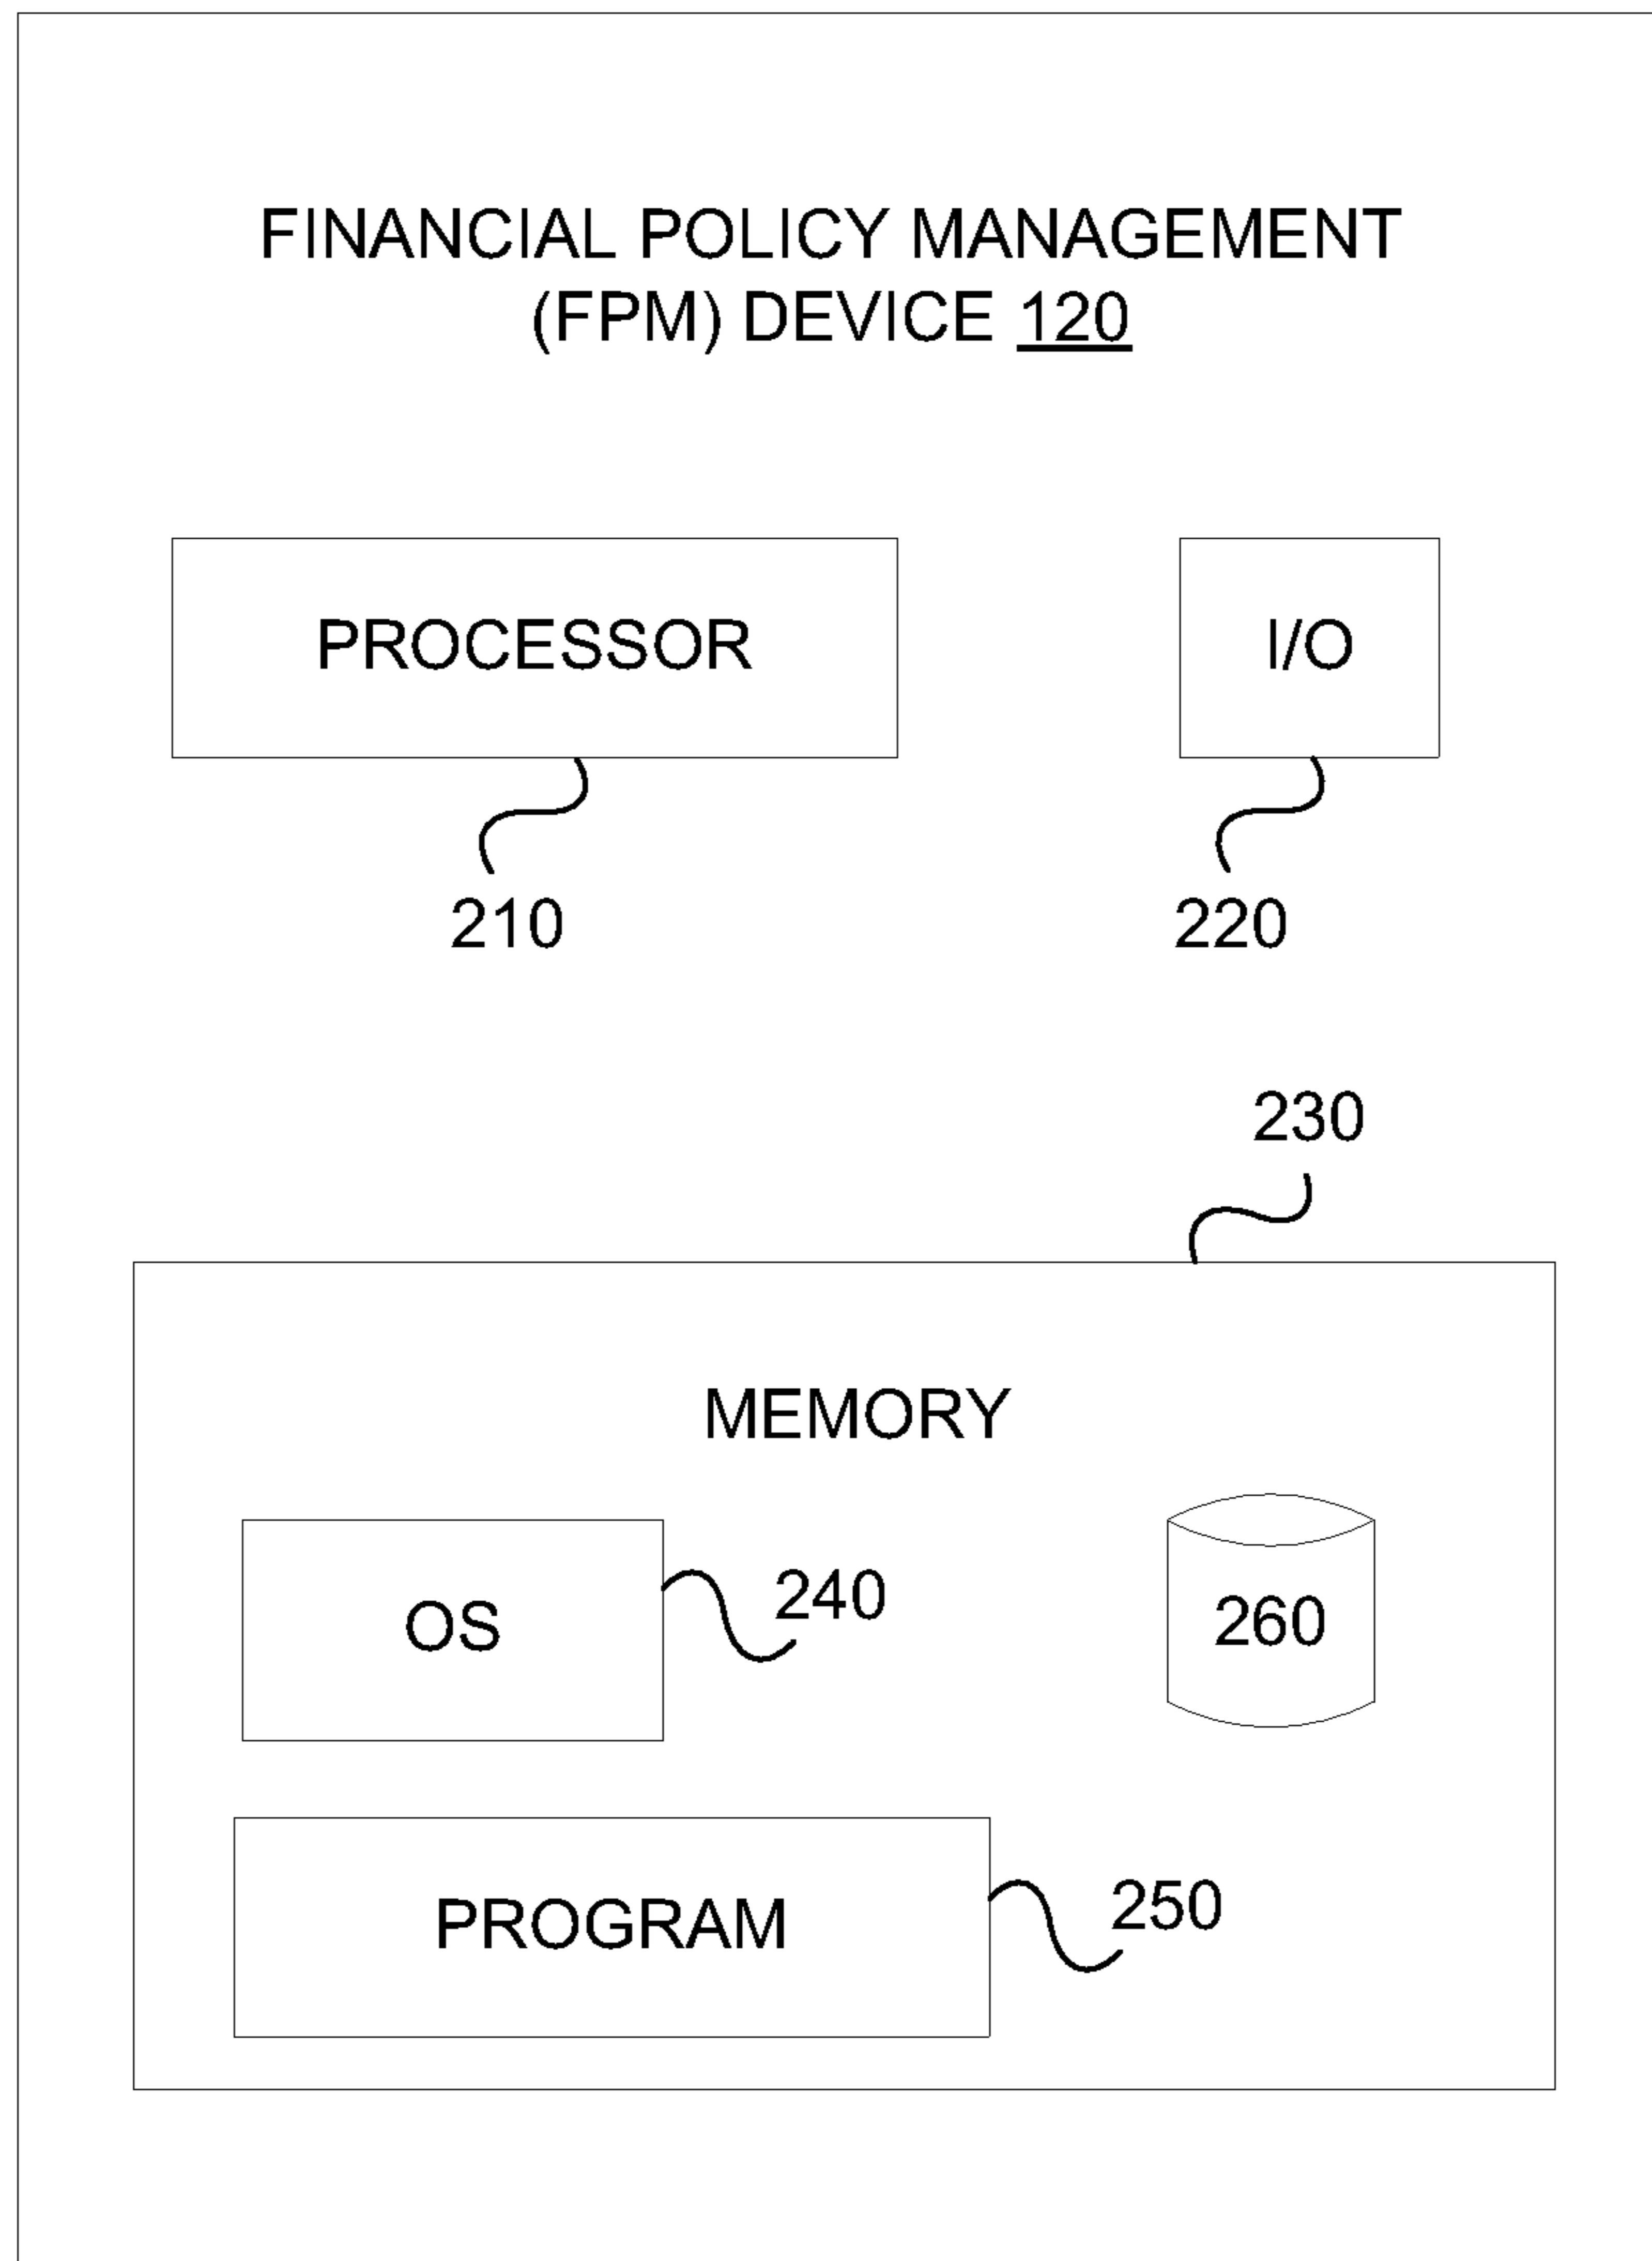 FINANCIAL POLICY MANAGEMENT
(FPM) DEVICE 120
PROCESSOR
I/O
210
220
230
MEMORY
OS
240
260
PROGRAM
250